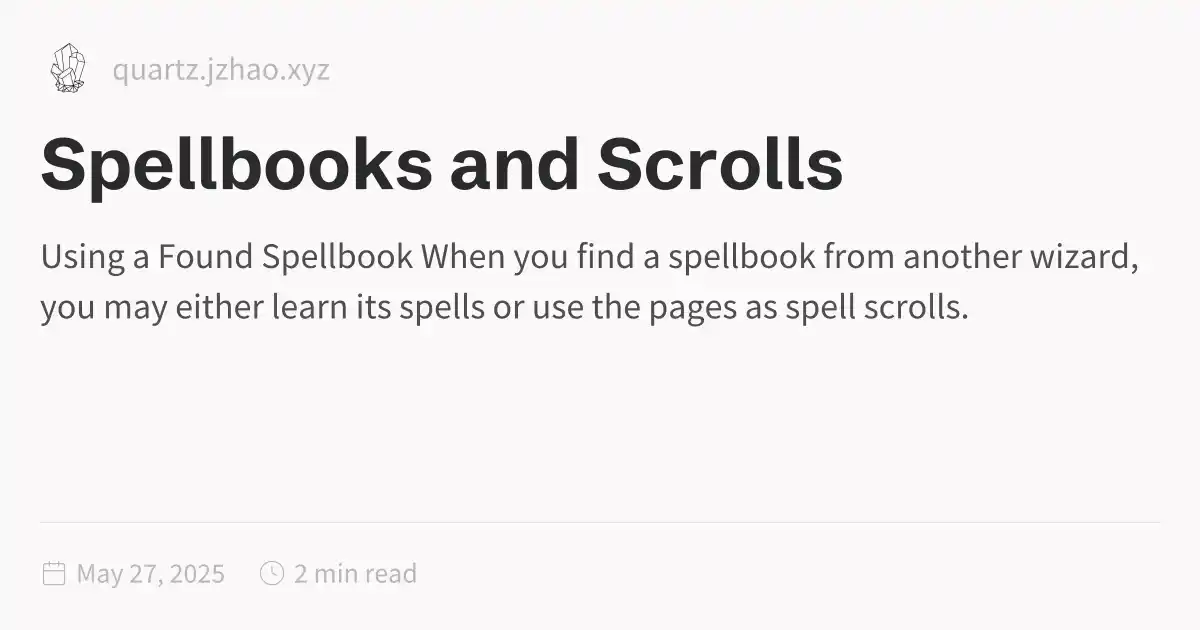 quartz.jzhao.xyz
Spellbooks and Scrolls
Using a Found Spellbook When you find a spellbook from another wizard,
you may either learn its spells or use the pages as spell scrolls.
May 27, 2025 2 min read